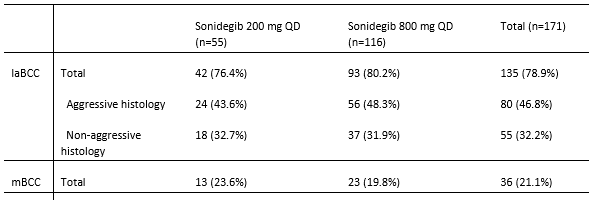 Sonidegib 200 mg QD (n=55) Sonidegib 800 mg QD (n=116) Total (n=171)
laBCC Total 42 (76.4%) 93 (80.2%) 135 (78.9%)
Aggressive histology 24 (43.6%) 56 (48.3%) 80 (46.8%)
Non-aggressive histology 18 (32.7%) 37 (31.9%) 55 (32.2%)
mBCC Total 13 (23.6%) 23 (19.8%) 36 (21.1%)